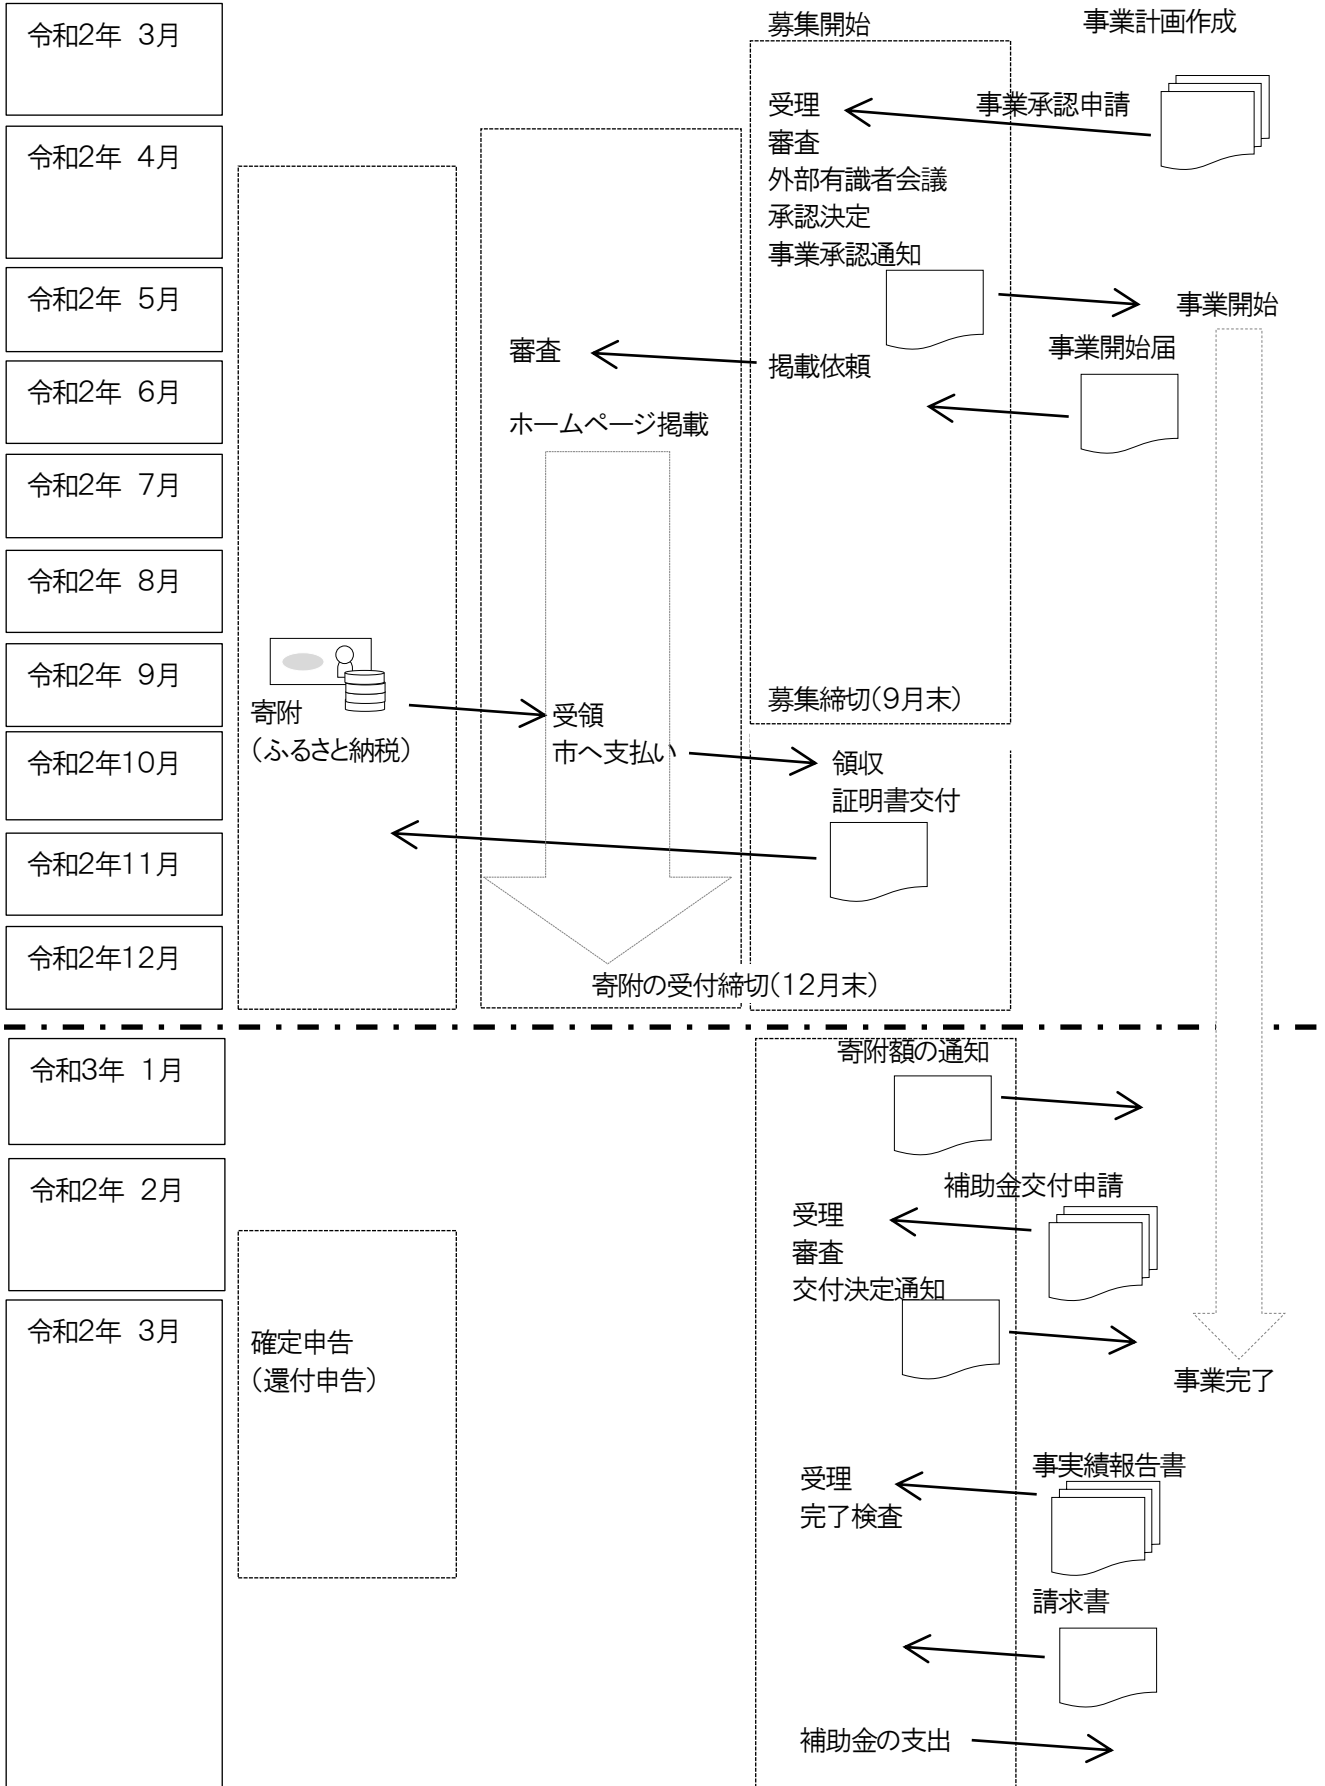 令和2年 3月
募集開始
事業計画作成
受理
事業承認申請
審査
令和2年 4月
外部有識者会議
承認決定
事業承認通知
令和2年 5月
事業開始
審査
掲載依頼
事業開始届
令和2年 6月
ホームページ掲載
令和2年 7月
令和2年 8月
令和2年 9月
募集締切(9月末)
寄附
(ふるさと納税)
受領
市へ支払い
令和2年10月
領収
証明書交付
令和2年11月
令和2年12月
寄附の受付締切(12月末)
令和3年 1月
寄附額の通知
令和2年 2月
補助金交付申請
受理
審査
交付決定通知
令和2年 3月
確定申告
(還付申告)
事業完了
事実績報告書
受理
完了検査
請求書
補助金の支出